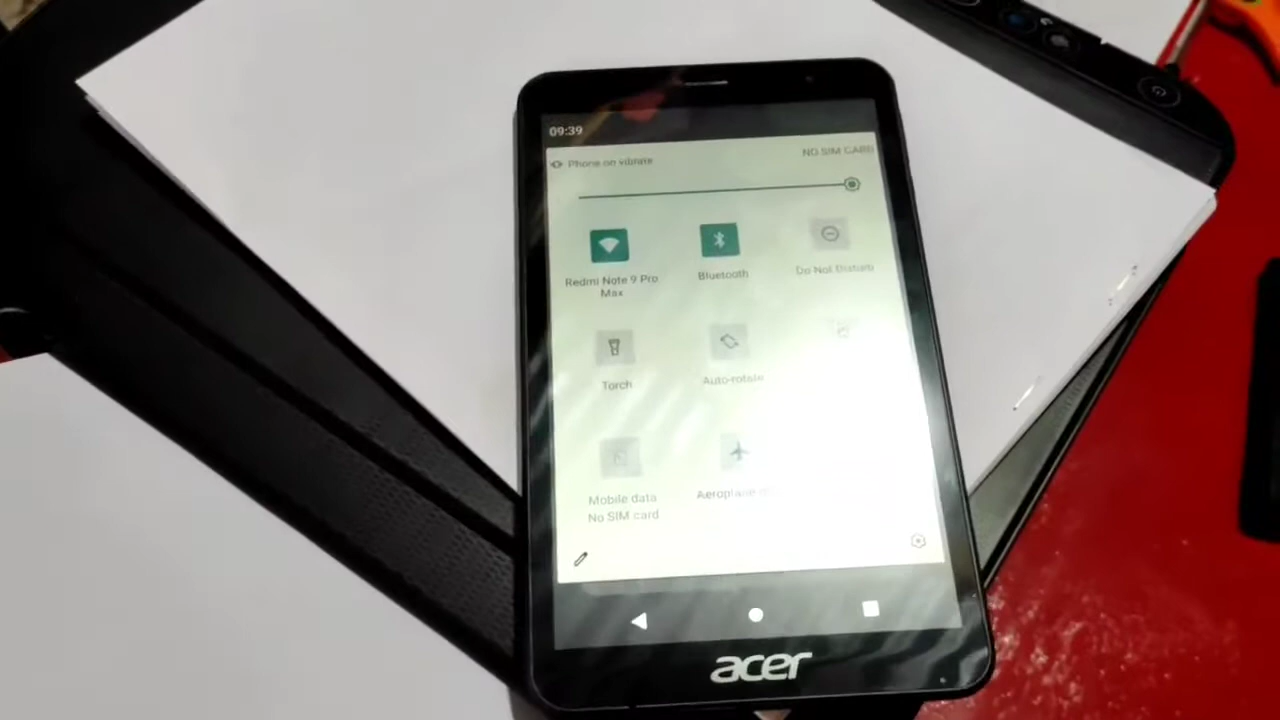 09:39
Phone on vibrate
NO SIM CARD
Redmi Note 9 Pro
Max
Bluetooth
Do Not Disturb
Torch
Auto-rotate
Mobile data
No SIM card
Aeroplane
acer